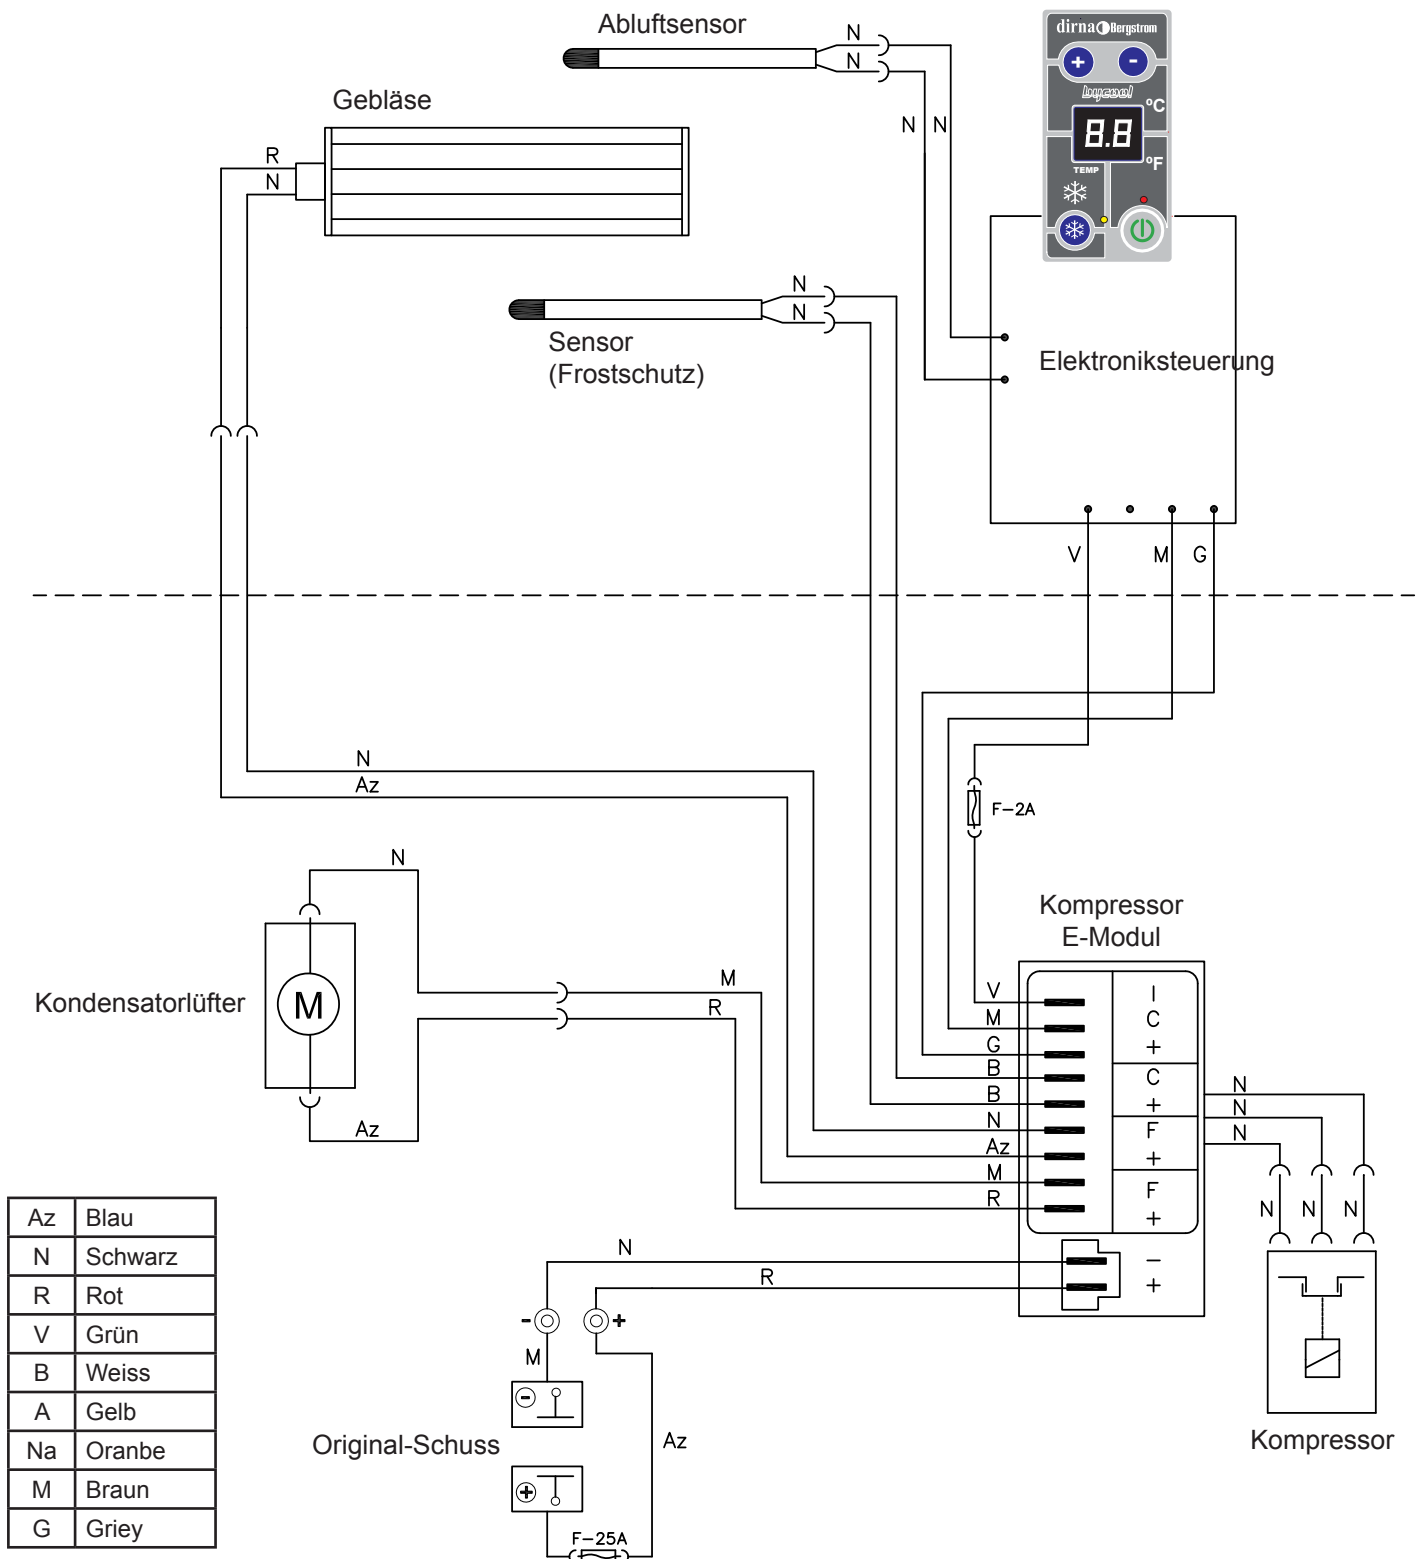 Abluftsensor
N
N
dirna Bergstrom
+ -
bycool
°C
8.8
°F
TEMP
Gebläse
R
N
N N
N
N
Sensor
(Frostschutz)
Elektroniksteuerung
V M G
N
Az
F-2A
N
Kompressor
E-Modul
Kondensatorlüfter
M
M
R
Az
V I
M C
G +
B C
B +
N F
Az +
M F
R +
N
N
N
N N N
N -
R +
- +
M
-
Original-Schuss
Az
+
F-25A
Kompressor
Az Blau
N Schwarz
R Rot
V Grün
B Weiss
A Gelb
Na Oranbe
M Braun
G Griey